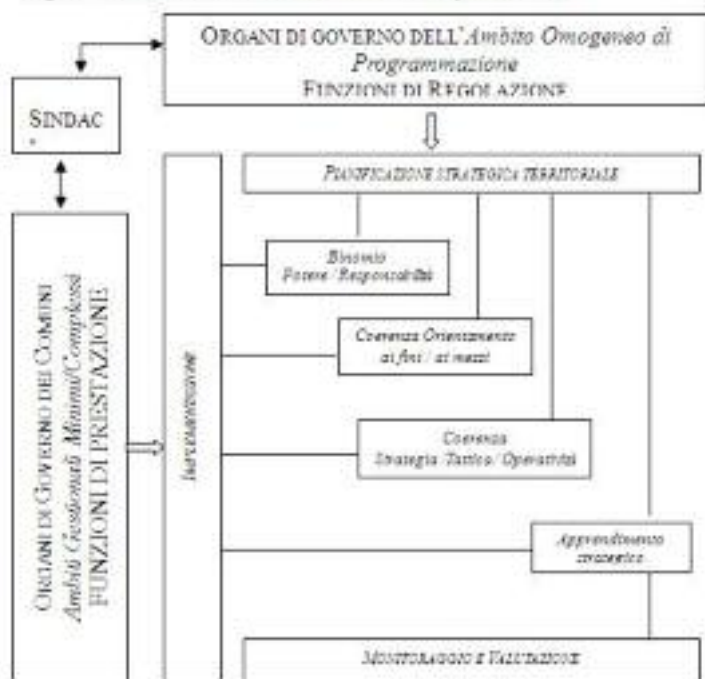 ORGANI DI GOVERNO DELL'Ambito Omogeneo di
Programmazione
FUNZIONI DI REGOLAZIONE
SINDAC
PIANIFICAZIONE STRATEGICA TERRITORIALE
Binomio
Potere / Responsabilità
Coerenza Orientamento
ai fini / ai mezzi
Coerenza
Strategia /Tattica / Operatività
Apprendimento
strategico
MONITORAGGIO E VALUTAZIONE
IMPLEMENTAZIONE
ORGANI DI GOVERNO DEI COMUNI
Ambiti Gestionali Minimi/Complessi
FUNZIONI DI PRESTAZIONE